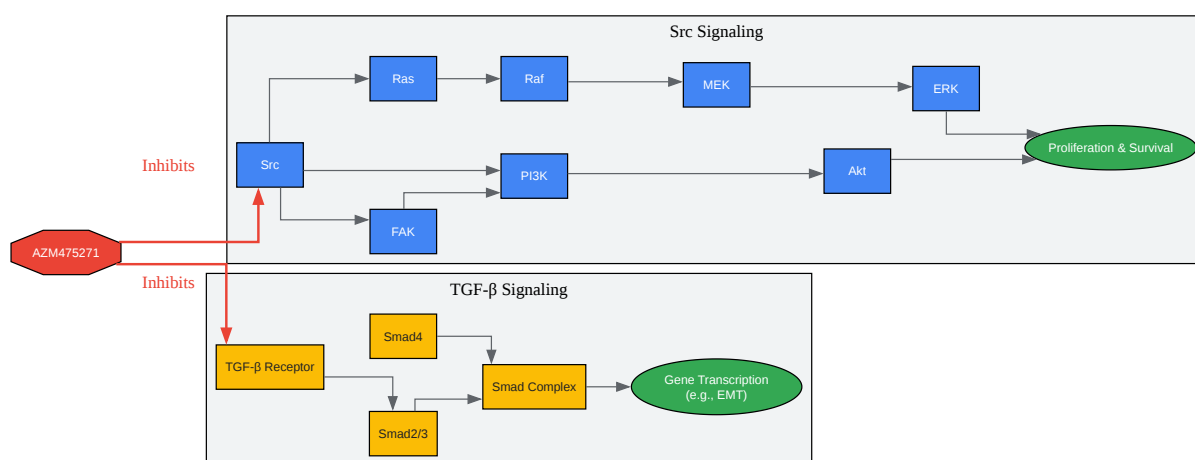 Src Signaling
Ras
Raf
MEK
ERK
Inhibits
Src
PI3K
Akt
Proliferation & Survival
FAK
AZM475271
Inhibits
TGF-β Signaling
Smad4
TGF-β Receptor
Smad Complex
Gene Transcription
(e.g., EMT)
Smad2/3